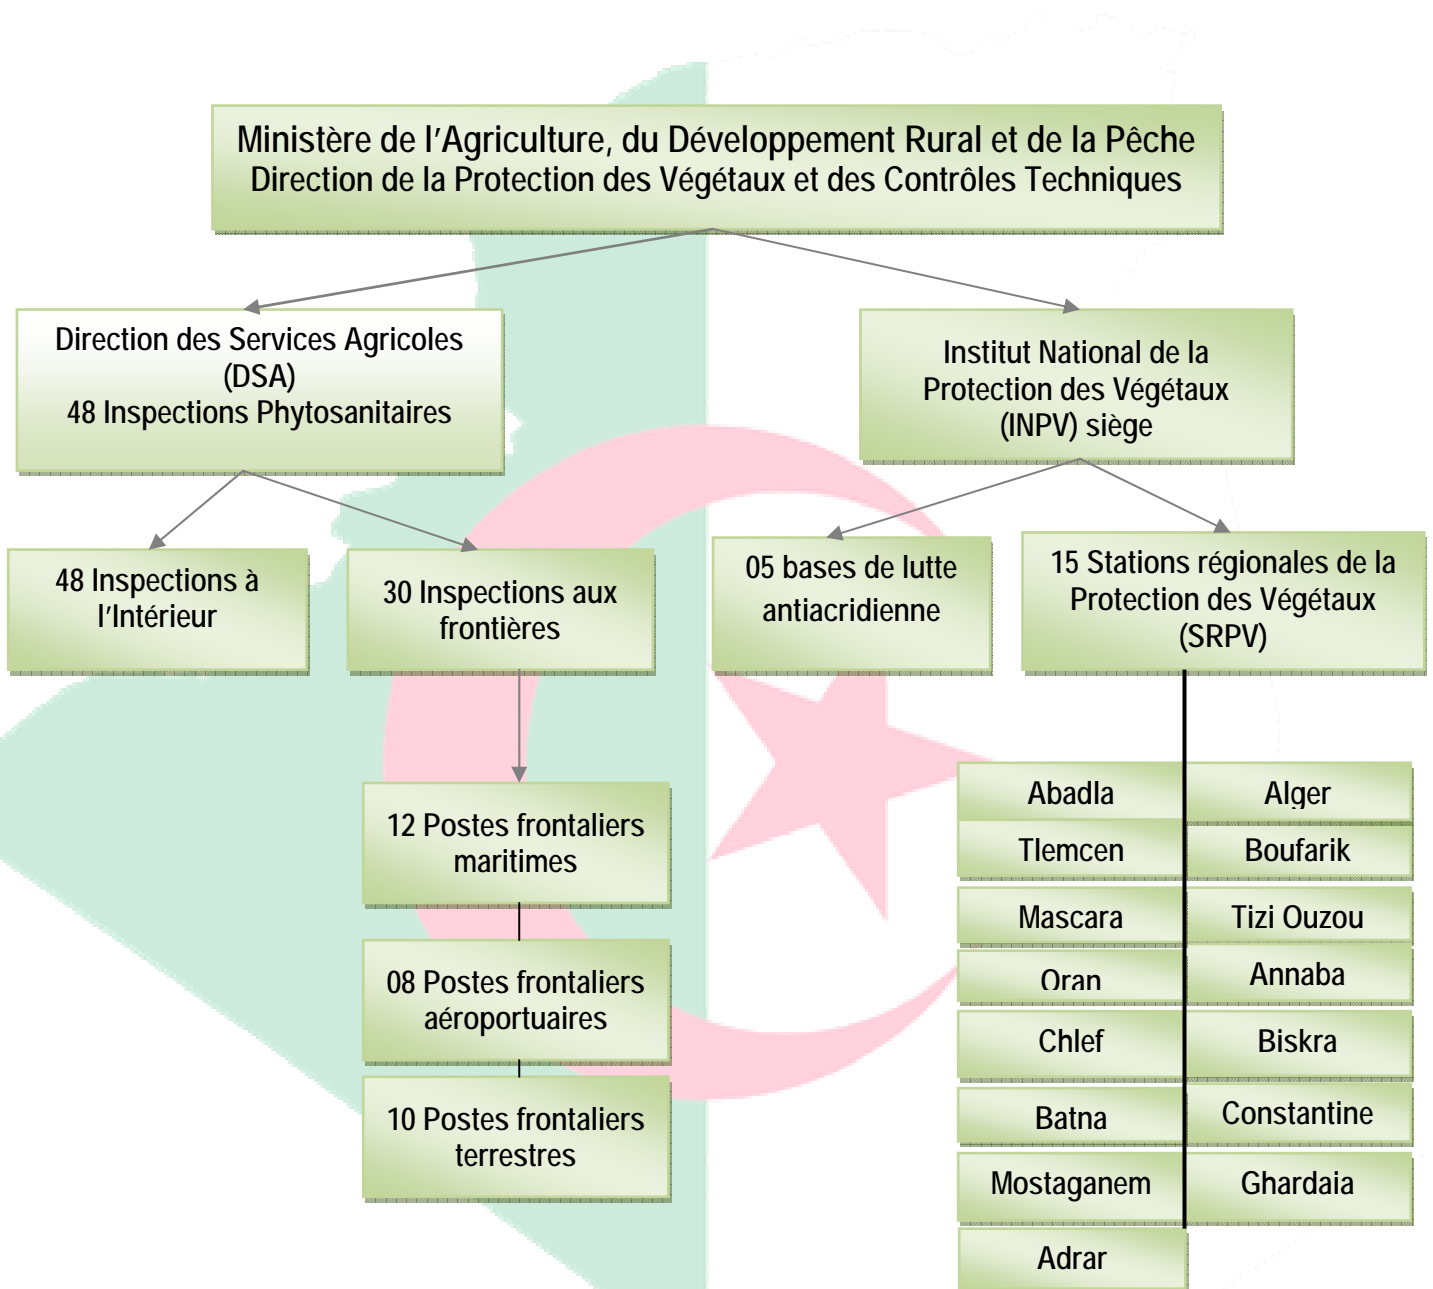 Ministère de l'Agriculture, du Développement Rural et de la Pêche
Direction de la Protection des Végétaux et des Contrôles Techniques
Direction des Services Agricoles
(DSA)
48 Inspections Phytosanitaires
Institut National de la
Protection des Végétaux
(INPV) siège
48 Inspections à
l'Intérieur
30 Inspections aux
frontières
05 bases de lutte
antiacridienne
15 Stations régionales de la
Protection des Végétaux
(SRPV)
12 Postes frontaliers
maritimes
08 Postes frontaliers
aéroportuaires
10 Postes frontaliers
terrestres
Abadla
Alger
Tlemcen
Boufarik
Mascara
Tizi Ouzou
Oran
Annaba
Chlef
Biskra
Batna
Constantine
Mostaganem
Ghardaia
Adrar